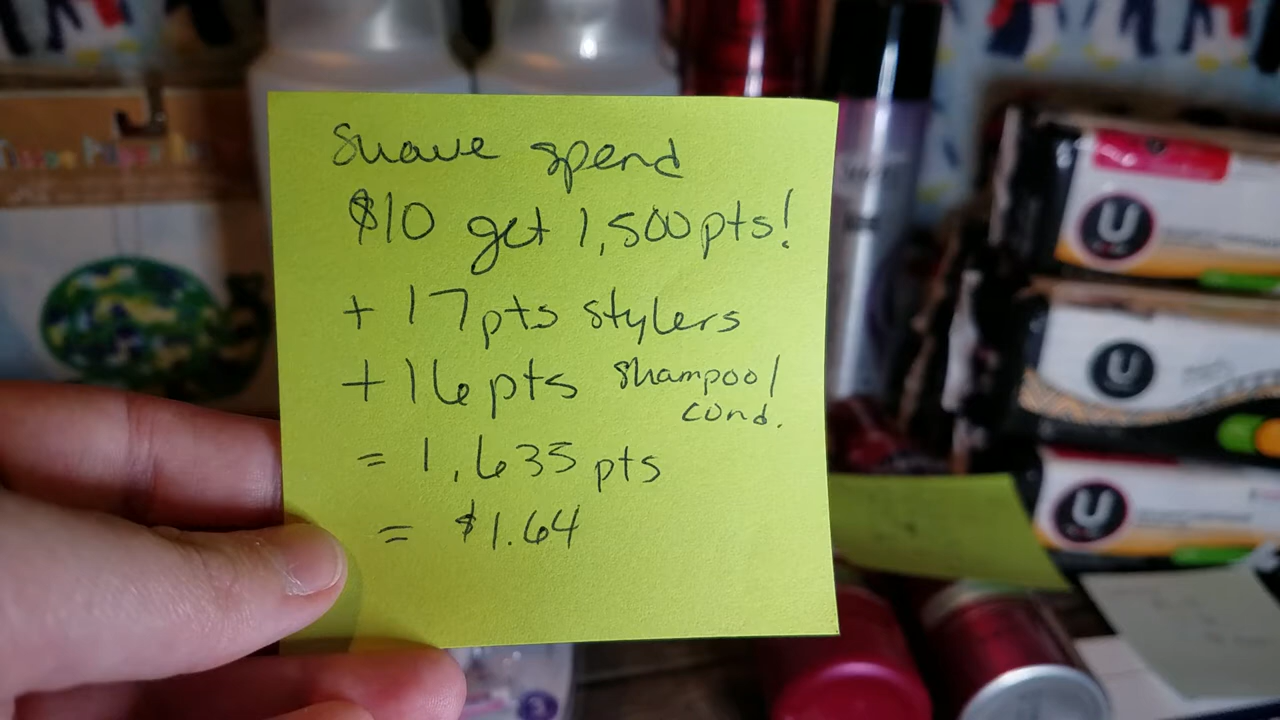 Suave spend
$10 get 1,500 pts!
+ 17 pts stylers
+ 16 pts shampoo/
cond.
= 1,635 pts
= $1.64
U
U
U